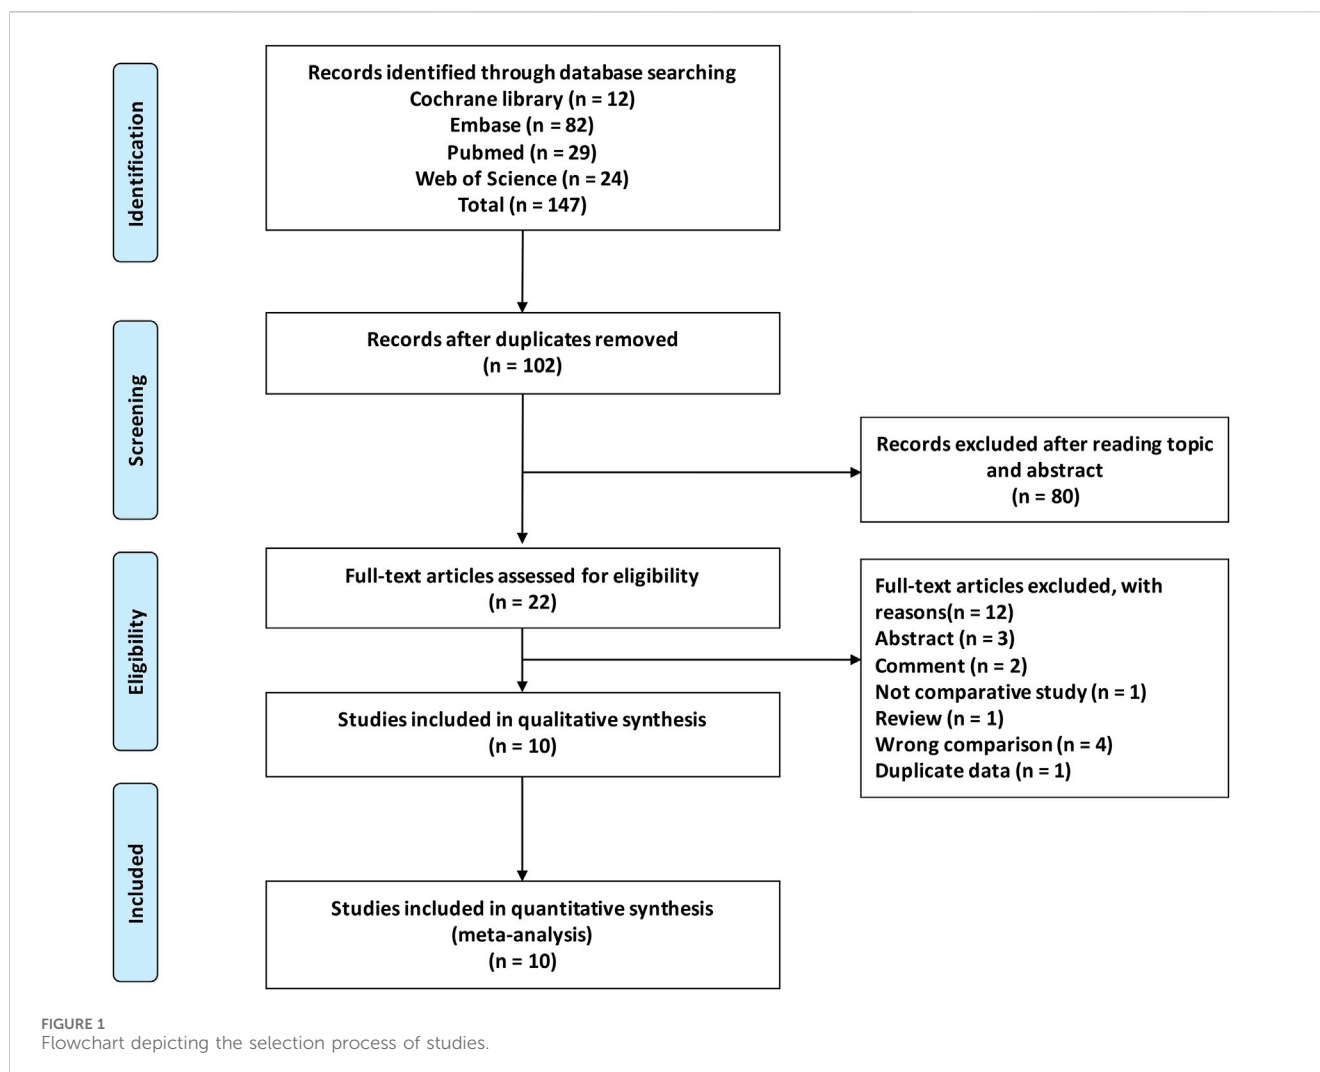 Identification
Records identified through database searching
Cochrane library (n = 12)
Embase (n = 82)
Pubmed (n = 29)
Web of Science (n = 24)
Total (n = 147)
Screening
Records after duplicates removed
(n = 102)
Records excluded after reading topic
and abstract
(n = 80)
Eligibility
Full-text articles assessed for eligibility
(n = 22)
Full-text articles excluded, with
reasons(n = 12)
Abstract (n = 3)
Comment (n = 2)
Not comparative study (n = 1)
Review (n = 1)
Wrong comparison (n = 4)
Duplicate data (n = 1)
Studies included in qualitative synthesis
(n = 10)
Included
Studies included in quantitative synthesis
(meta-analysis)
(n = 10)
FIGURE 1
Flowchart depicting the selection process of studies.